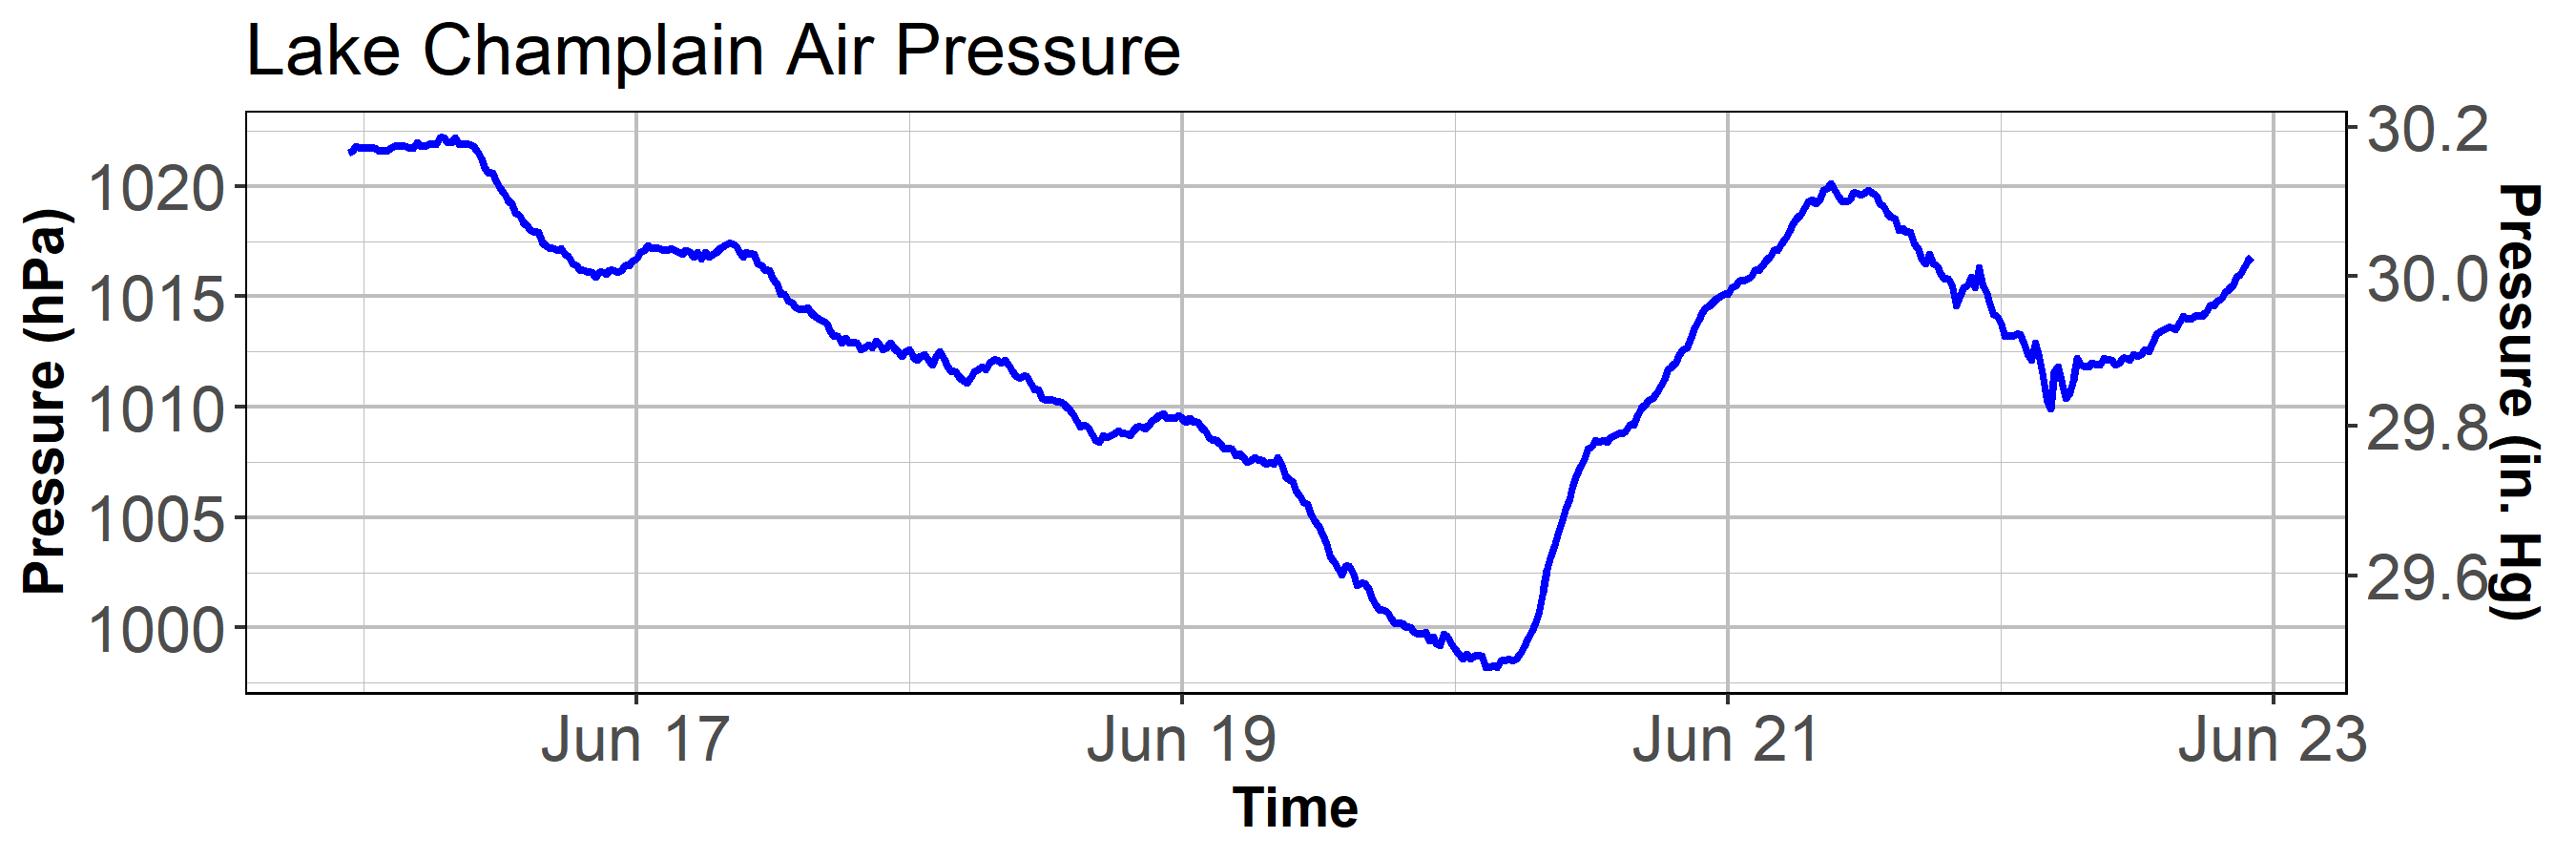 Lake Champlain Air Pressure
Pressure (hPa)
1020
1015
1010
1005
1000
30.2
30.0
29.8
29.6
Pressure (in. Hg)
Jun 17 Jun 19 Jun 21 Jun 23
Time